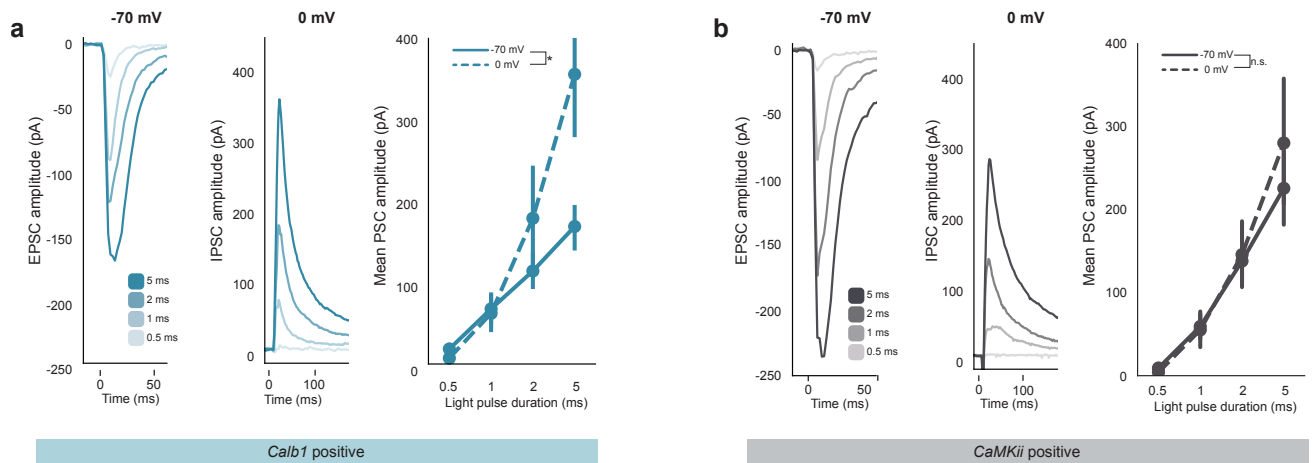 a
-70 mV
0 mV
EPSC amplitude (pA)
0
-50
-100
-150
-200
-250
5 ms
2 ms
1 ms
0.5 ms
0
50
Time (ms)
IPSC amplitude (pA)
400
300
200
100
0
0
100
Time (ms)
Mean PSC amplitude (pA)
400
300
200
100
0
-70 mV
0 mV
*
0.5
1
2
5
Light pulse duration (ms)
Calb1 positive
b
-70 mV
0 mV
EPSC amplitude (pA)
0
-50
-100
-150
-200
-250
5 ms
2 ms
1 ms
0.5 ms
0
50
Time (ms)
IPSC amplitude (pA)
400
300
200
100
0
0
100
Time (ms)
Mean PSC amplitude (pA)
400
300
200
100
0
-70 mV
0 mV
n.s.
0.5
1
2
5
Light pulse duration (ms)
CaMKii positive